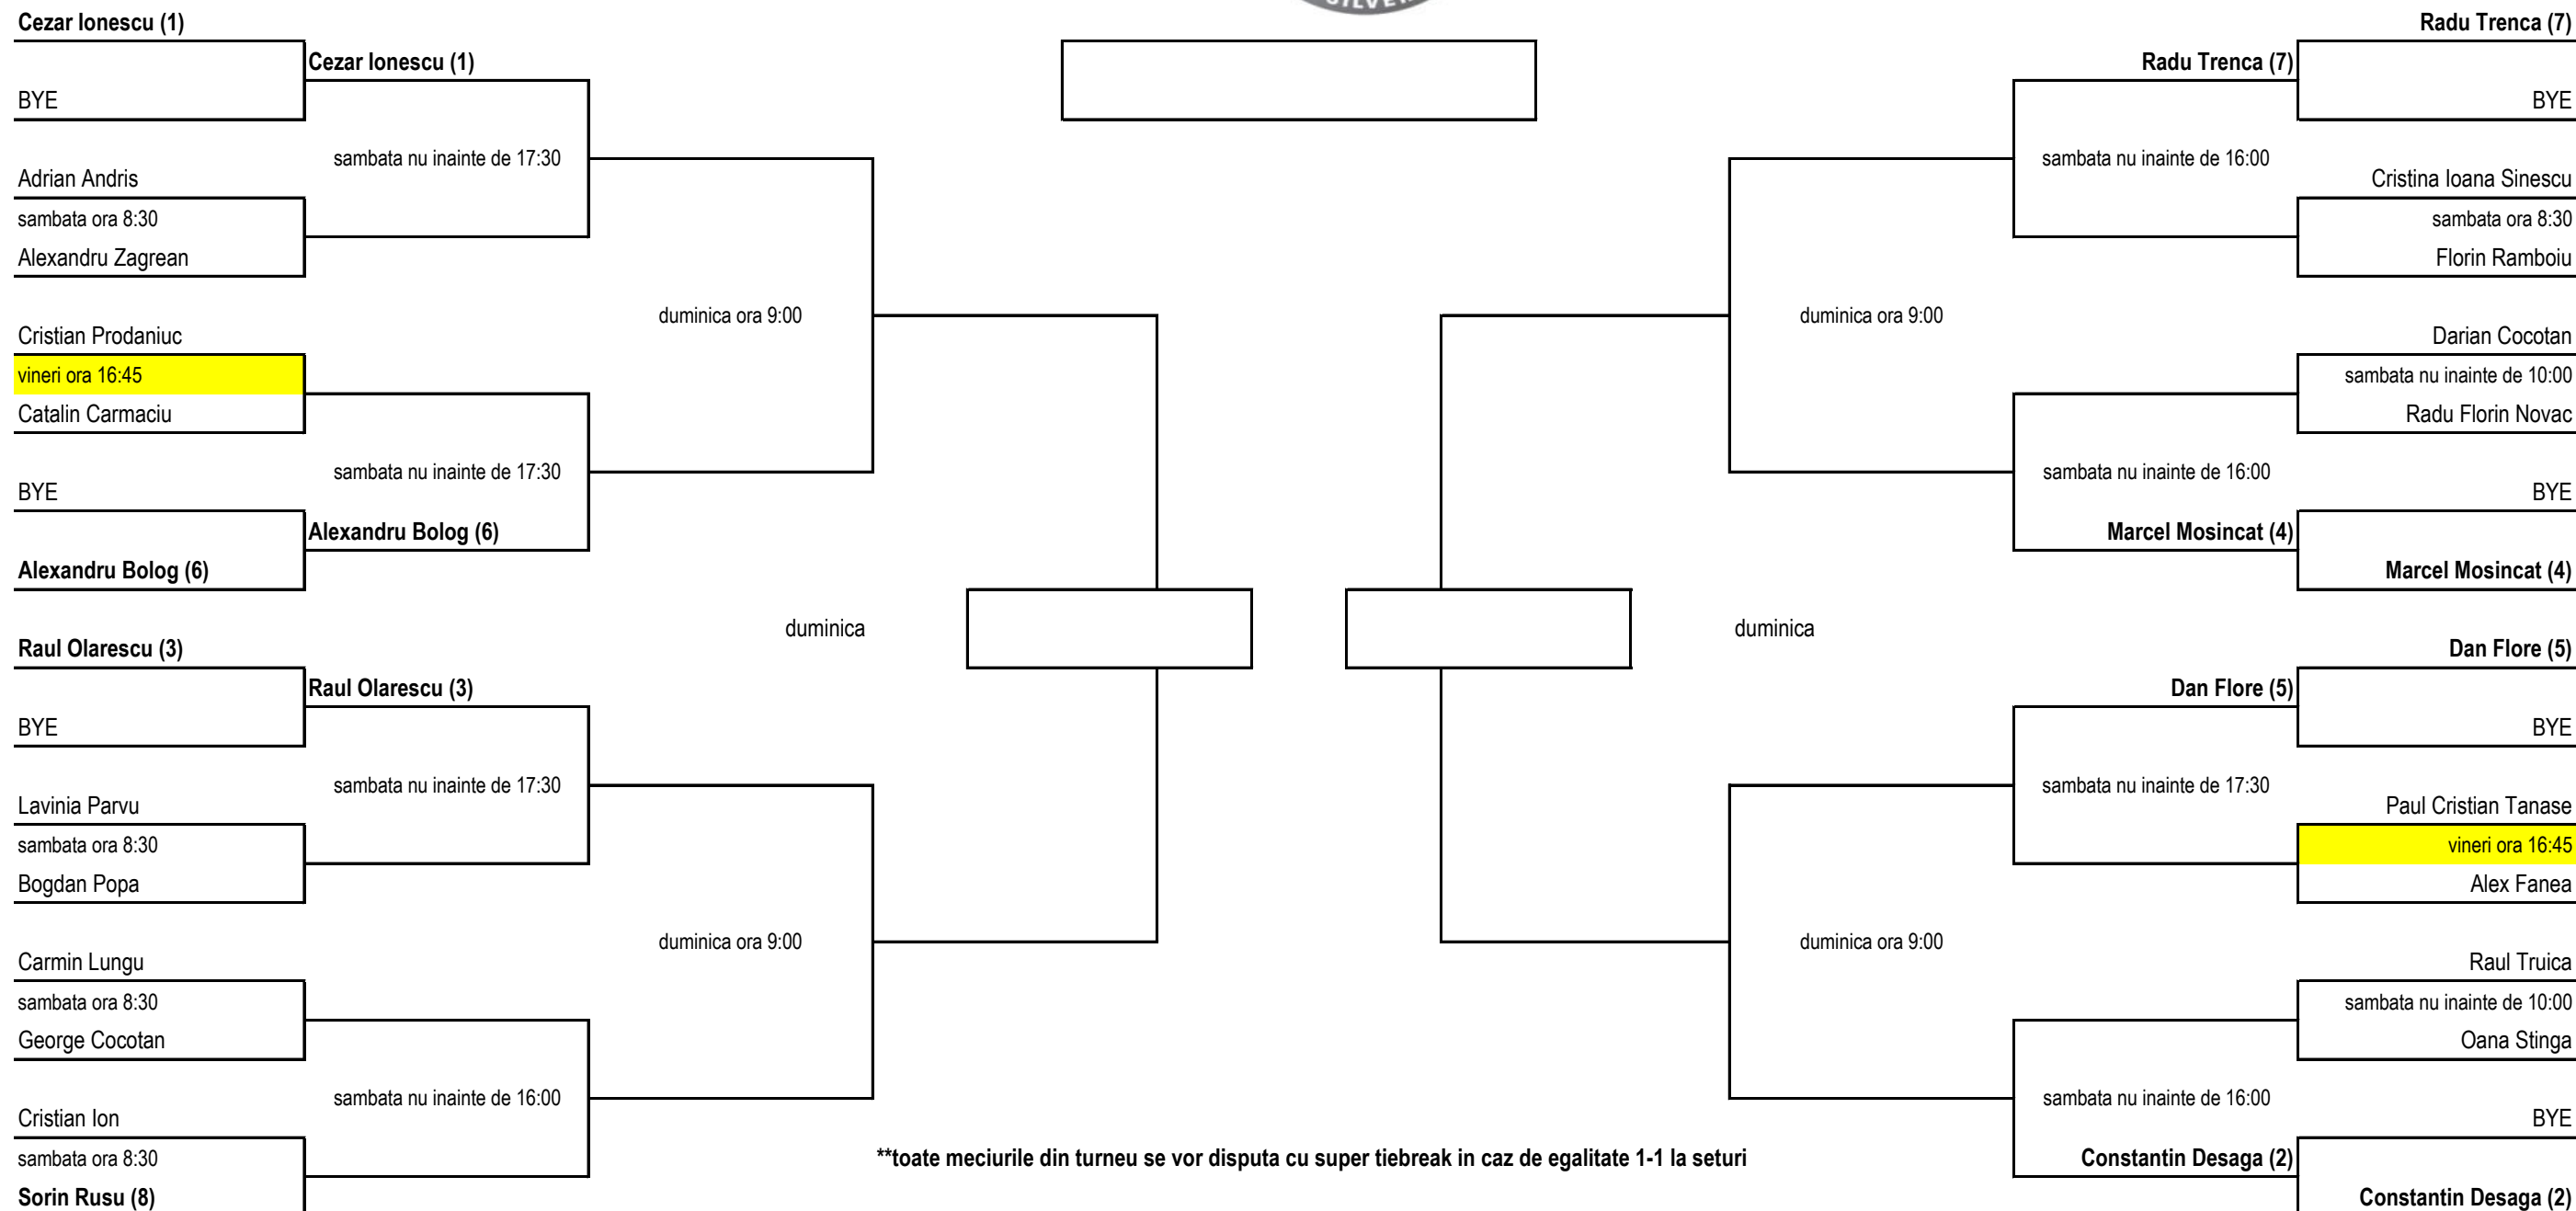 SILVER
Cezar Ionescu (1)
Cezar Ionescu (1)
BYE
sambata nu inainte de 17:30
Adrian Andris
sambata ora 8:30
Alexandru Zagrean
duminica ora 9:00
Cristian Prodaniuc
vineri ora 16:45
Catalin Carmaciu
sambata nu inainte de 17:30
BYE
Alexandru Bolog (6)
Alexandru Bolog (6)
duminica
Raul Olarescu (3)
Raul Olarescu (3)
BYE
sambata nu inainte de 17:30
Lavinia Parvu
sambata ora 8:30
Bogdan Popa
duminica ora 9:00
Carmin Lungu
sambata ora 8:30
George Cocotan
sambata nu inainte de 16:00
Cristian Ion
sambata ora 8:30
Sorin Rusu (8)
Radu Trenca (7)
Radu Trenca (7)
BYE
sambata nu inainte de 16:00
Cristina Ioana Sinescu
sambata ora 8:30
Florin Ramboiu
duminica ora 9:00
Darian Cocotan
sambata nu inainte de 10:00
Radu Florin Novac
sambata nu inainte de 16:00
BYE
Marcel Mosincat (4)
Marcel Mosincat (4)
duminica
Dan Flore (5)
Dan Flore (5)
BYE
sambata nu inainte de 17:30
Paul Cristian Tanase
vineri ora 16:45
Alex Fanea
duminica ora 9:00
Raul Truica
sambata nu inainte de 10:00
Oana Stinga
sambata nu inainte de 16:00
BYE
Constantin Desaga (2)
Constantin Desaga (2)
**toate meciurile din turneu se vor disputa cu super tiebreak in caz de egalitate 1-1 la seturi